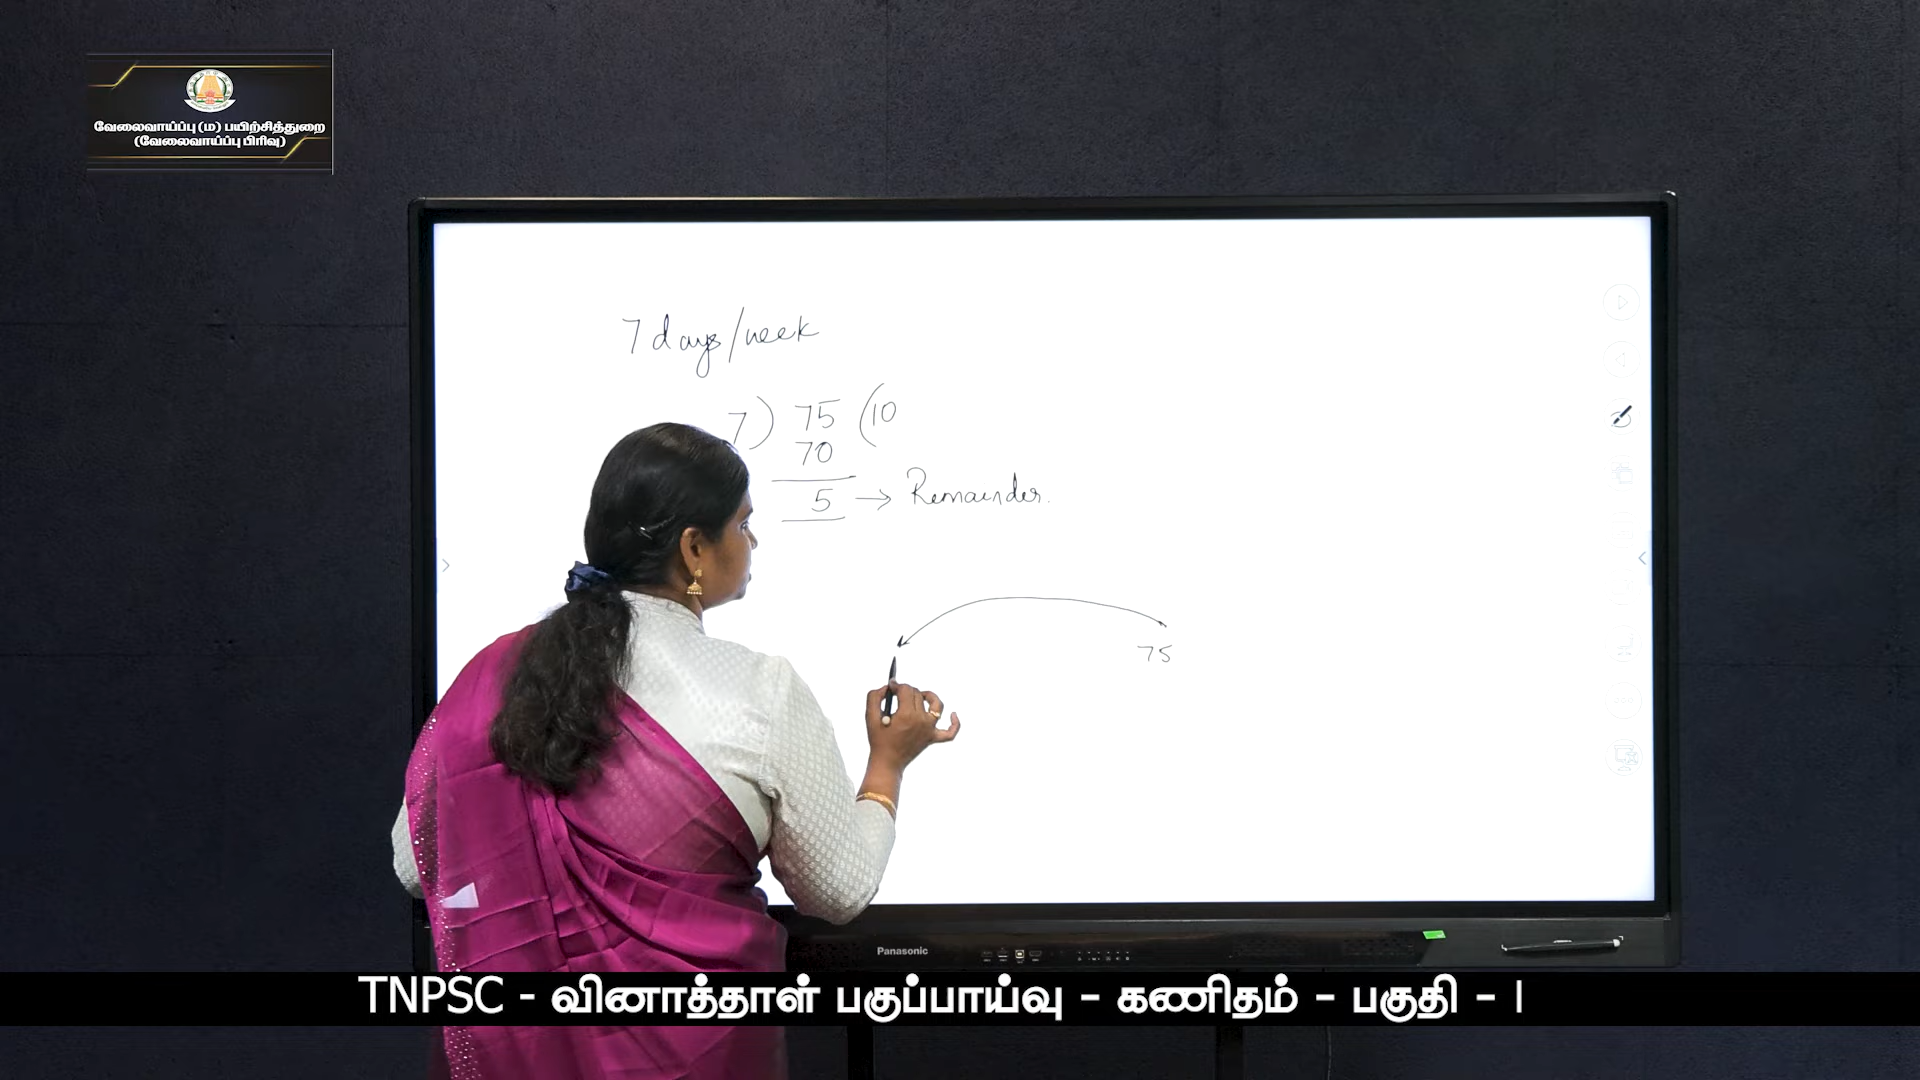 வேலைவாய்ப்பு (ம) பயிற்சித்துறை
(வேலைவாய்ப்பு பிரிவு)
7 days/week
7) 75 (10
70
5 → Remainder.
75
Panasonic
TNPSC - வினாத்தாள் பகுப்பாய்வு - கணிதம் - பகுதி - I